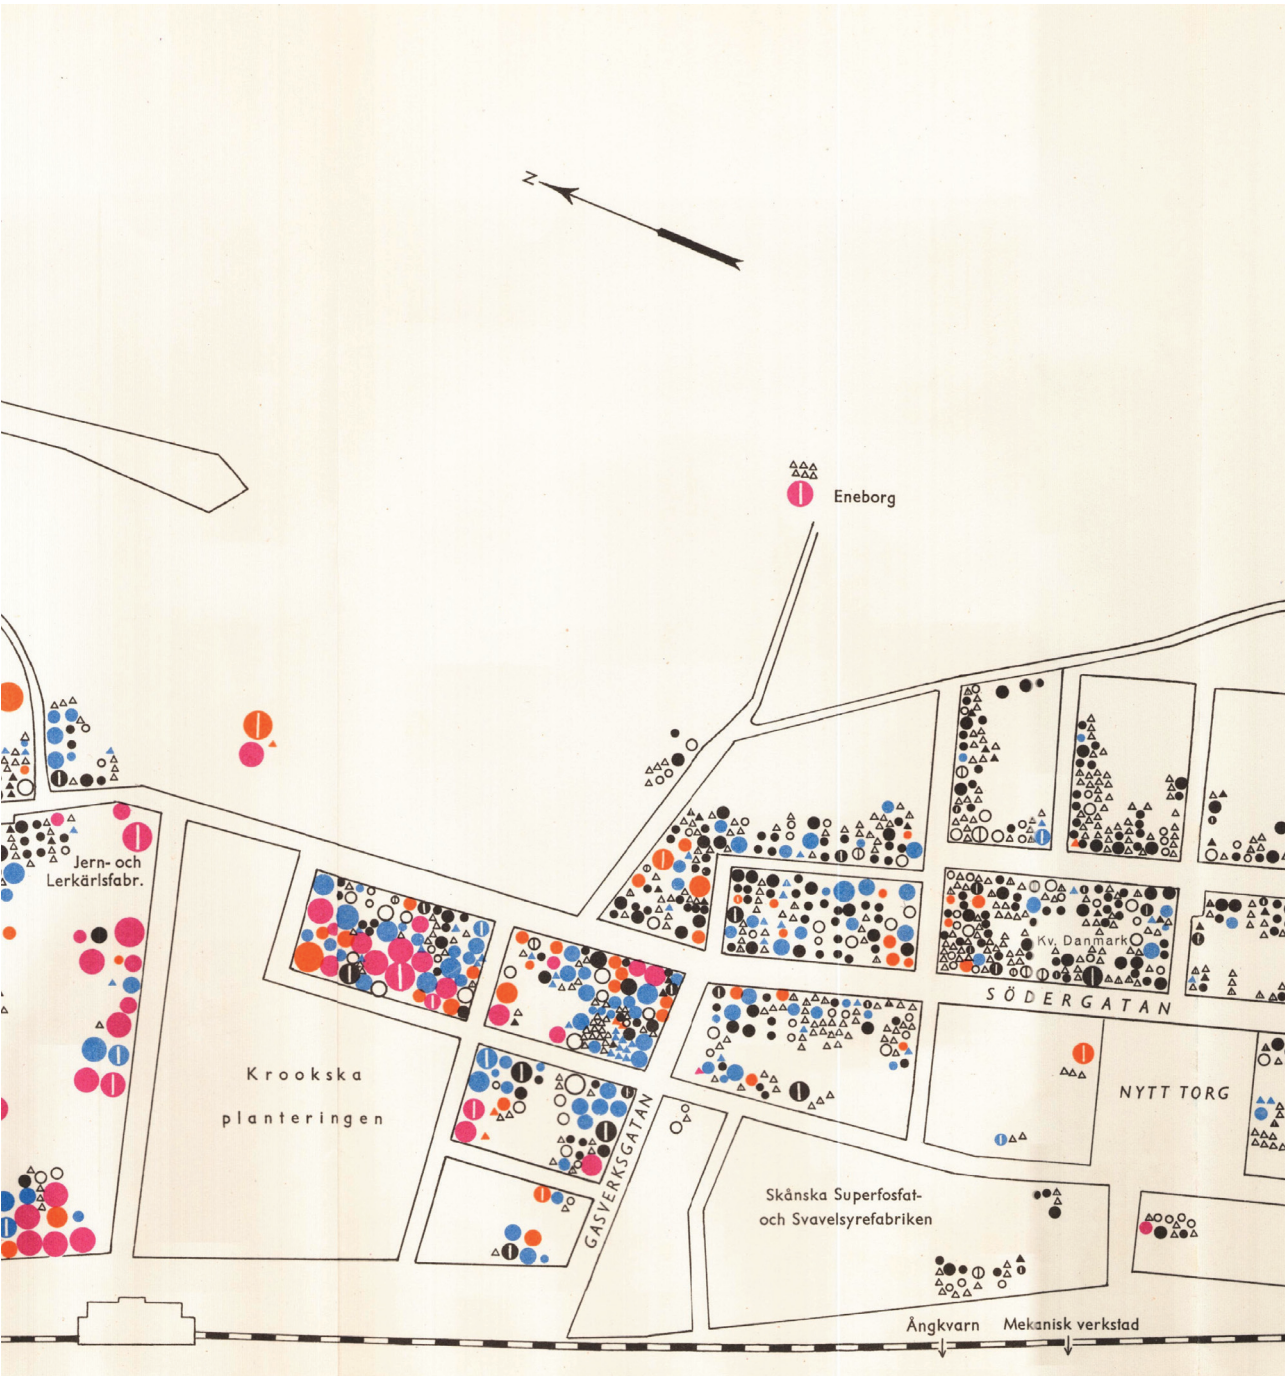 N
Eneborg
Jern- och
Lerkärlsfabr.
Kv. Danmark
SÖDERGATAN
Krookska
planteringen
NYTT TORG
GASVERKSGATAN
Skånska Superfosfat-
och Svavelsyrefabriken
Ångkvarn
Mekanisk verkstad